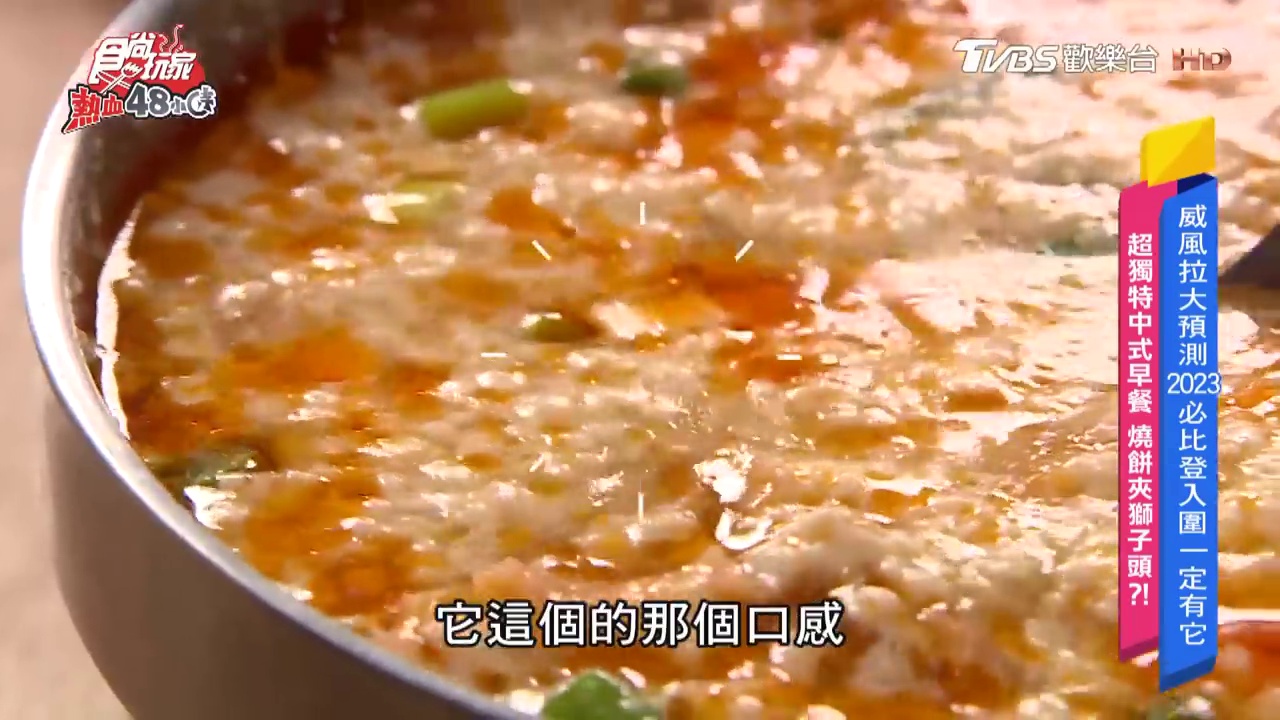 食尚玩家
熱血48小時
TVBS歡樂台 HD
威風拉大預測2023必比登入圍一定有它
超獨特中式早餐 燒餅夾獅子頭?!
它這個的那個口感